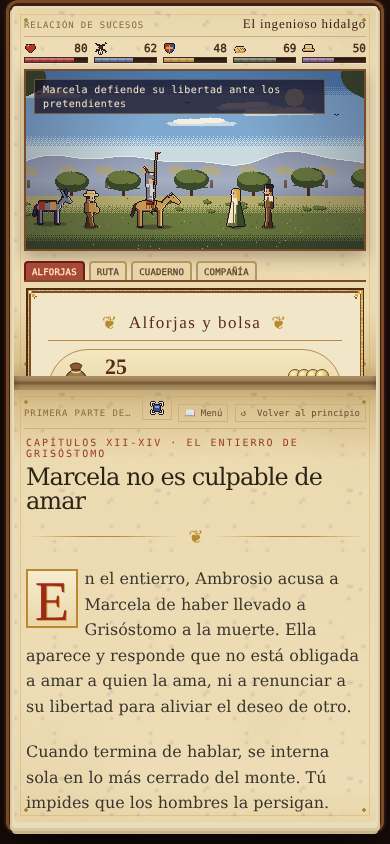 RELACIÓN DE SUCESOS
El ingenioso hidalgo
80 62 48 69 50
Marcela defiende su libertad ante los
pretendientes
ALFORJAS RUTA CUADERNO COMPAÑÍA
Alforjas y bolsa
25
PRIMERA PARTE DE…
Menú
↺ Volver al principio
CAPÍTULOS XII-XIV · EL ENTIERRO DE
GRISÓSTOMO
Marcela no es culpable de
amar
En el entierro, Ambrosio acusa a
Marcela de haber llevado a
Grisóstomo a la muerte. Ella
aparece y responde que no está obligada
a amar a quien la ama, ni a renunciar a
su libertad para aliviar el deseo de otro.
Cuando termina de hablar, se interna
sola en lo más cerrado del monte. Tú
impides que los hombres la persigan.